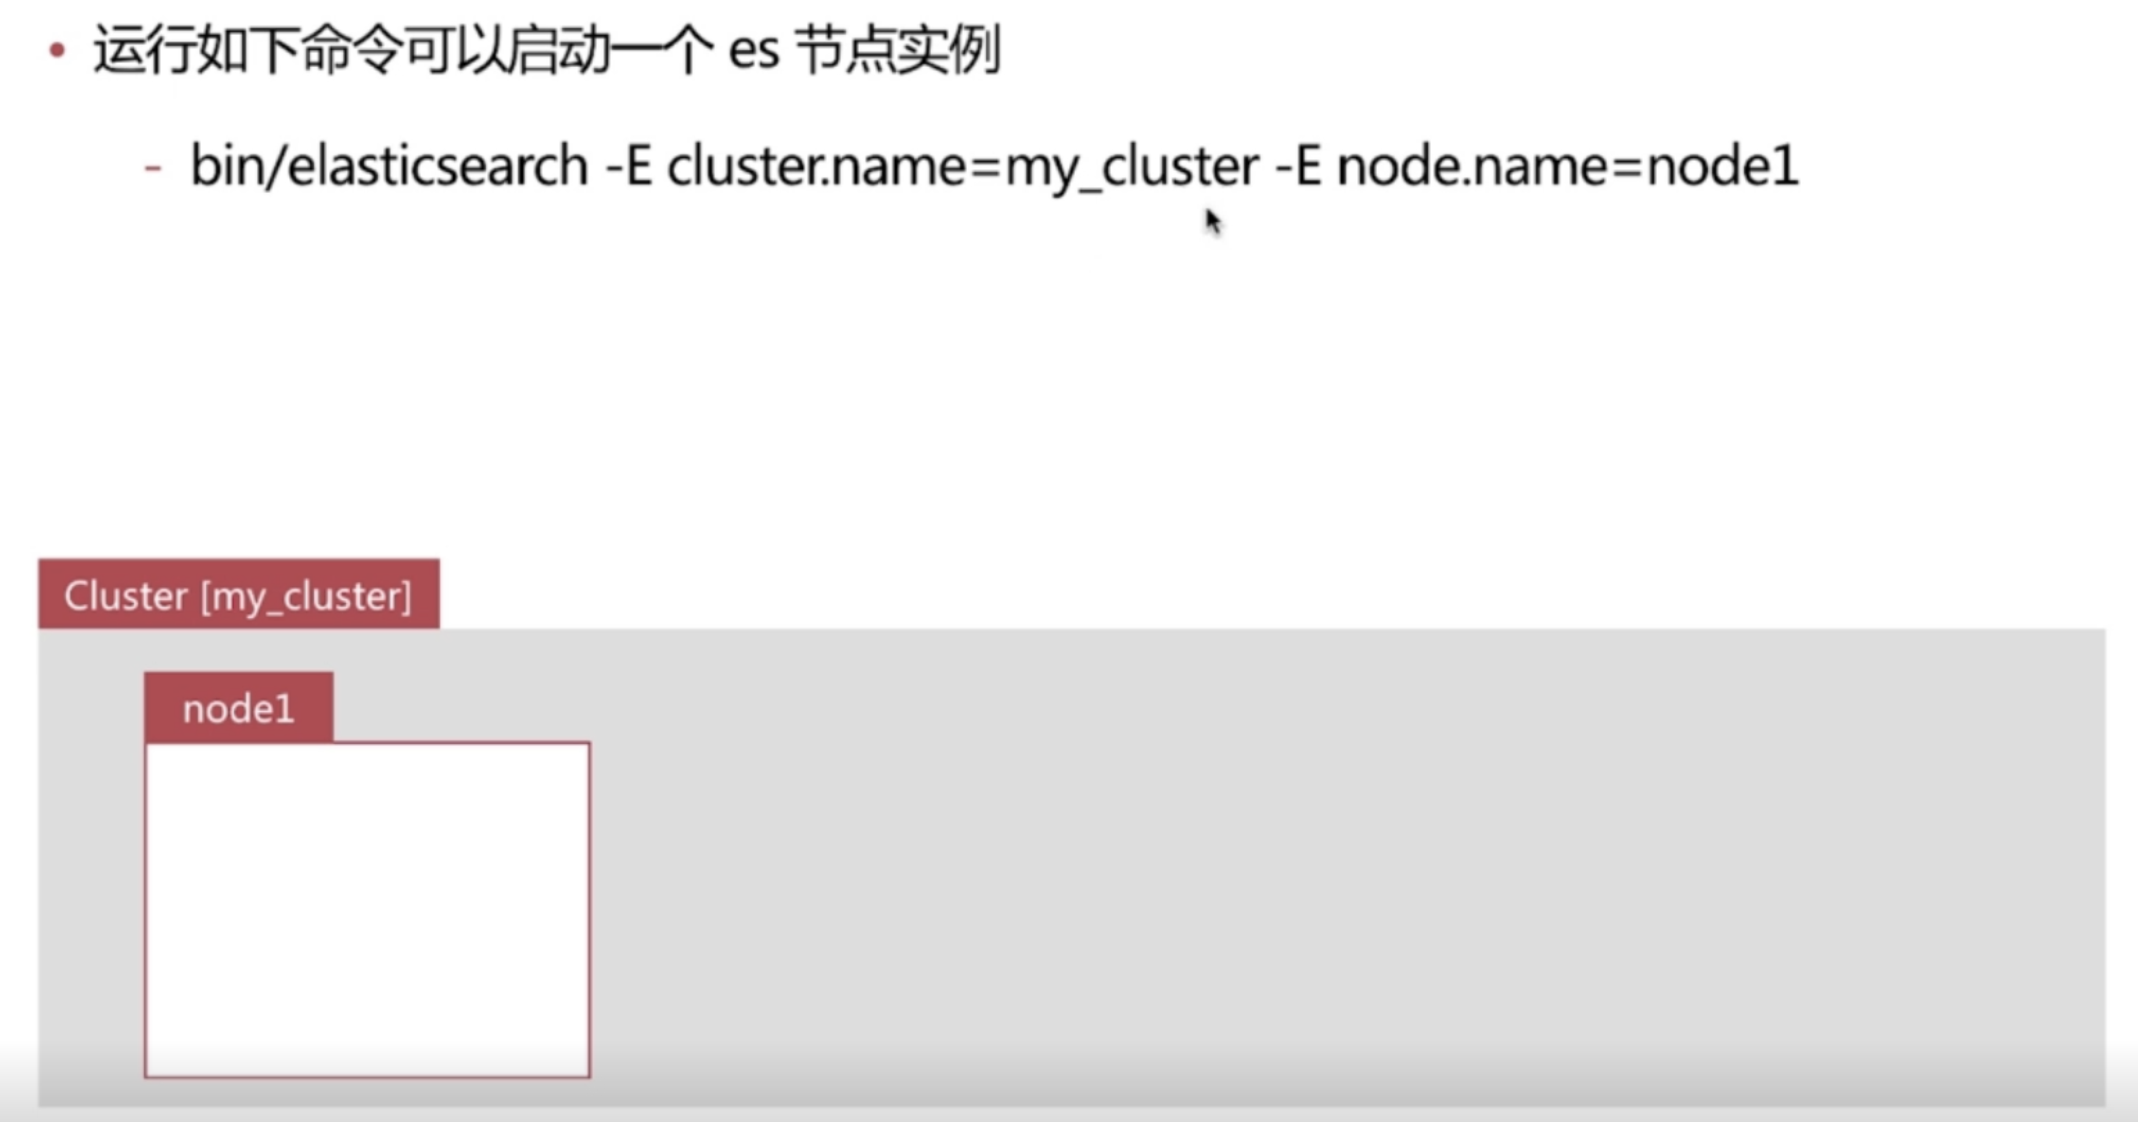 • 运行如下命令可以启动一个 es 节点实例
- bin/elasticsearch -E cluster.name=my_cluster -E node.name=node1
Cluster [my_cluster]
node1